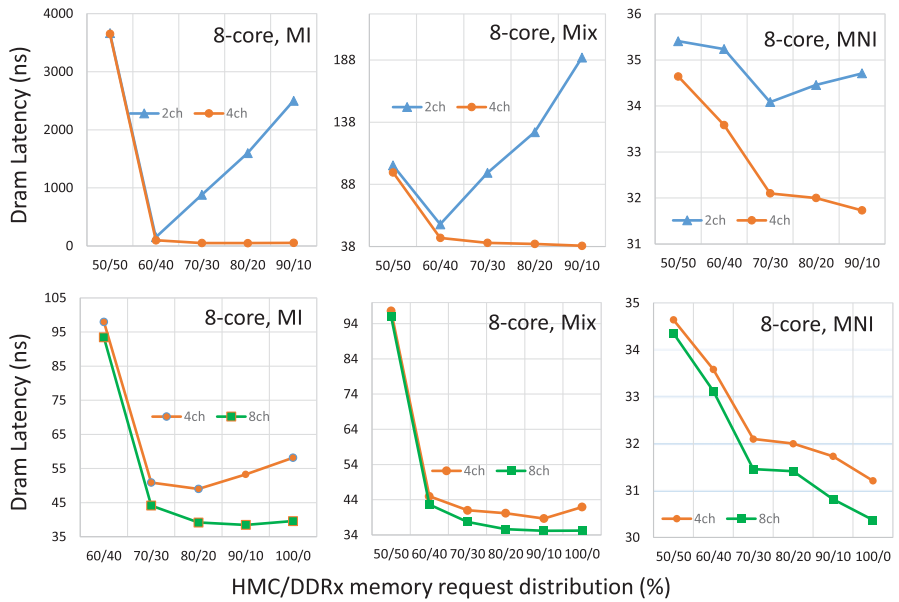 8-core, MI
Dram Latency (ns)
4000
3000
2000
1000
0
2ch 4ch
50/50 60/40 70/30 80/20 90/10
8-core, Mix
188
138
88
38
2ch 4ch
50/50 60/40 70/30 80/20 90/10
8-core, MNI
36
35
34
33
32
31
2ch 4ch
50/50 60/40 70/30 80/20 90/10
8-core, MI
Dram Latency (ns)
105
95
85
75
65
55
45
35
4ch 8ch
60/40 70/30 80/20 90/10 100/0
8-core, Mix
94
84
74
64
54
44
34
4ch 8ch
50/50 60/40 70/30 80/20 90/10 100/0
8-core, MNI
35
34
33
32
31
30
4ch 8ch
50/50 60/40 70/30 80/20 90/10 100/0
HMC/DDRx memory request distribution (%)